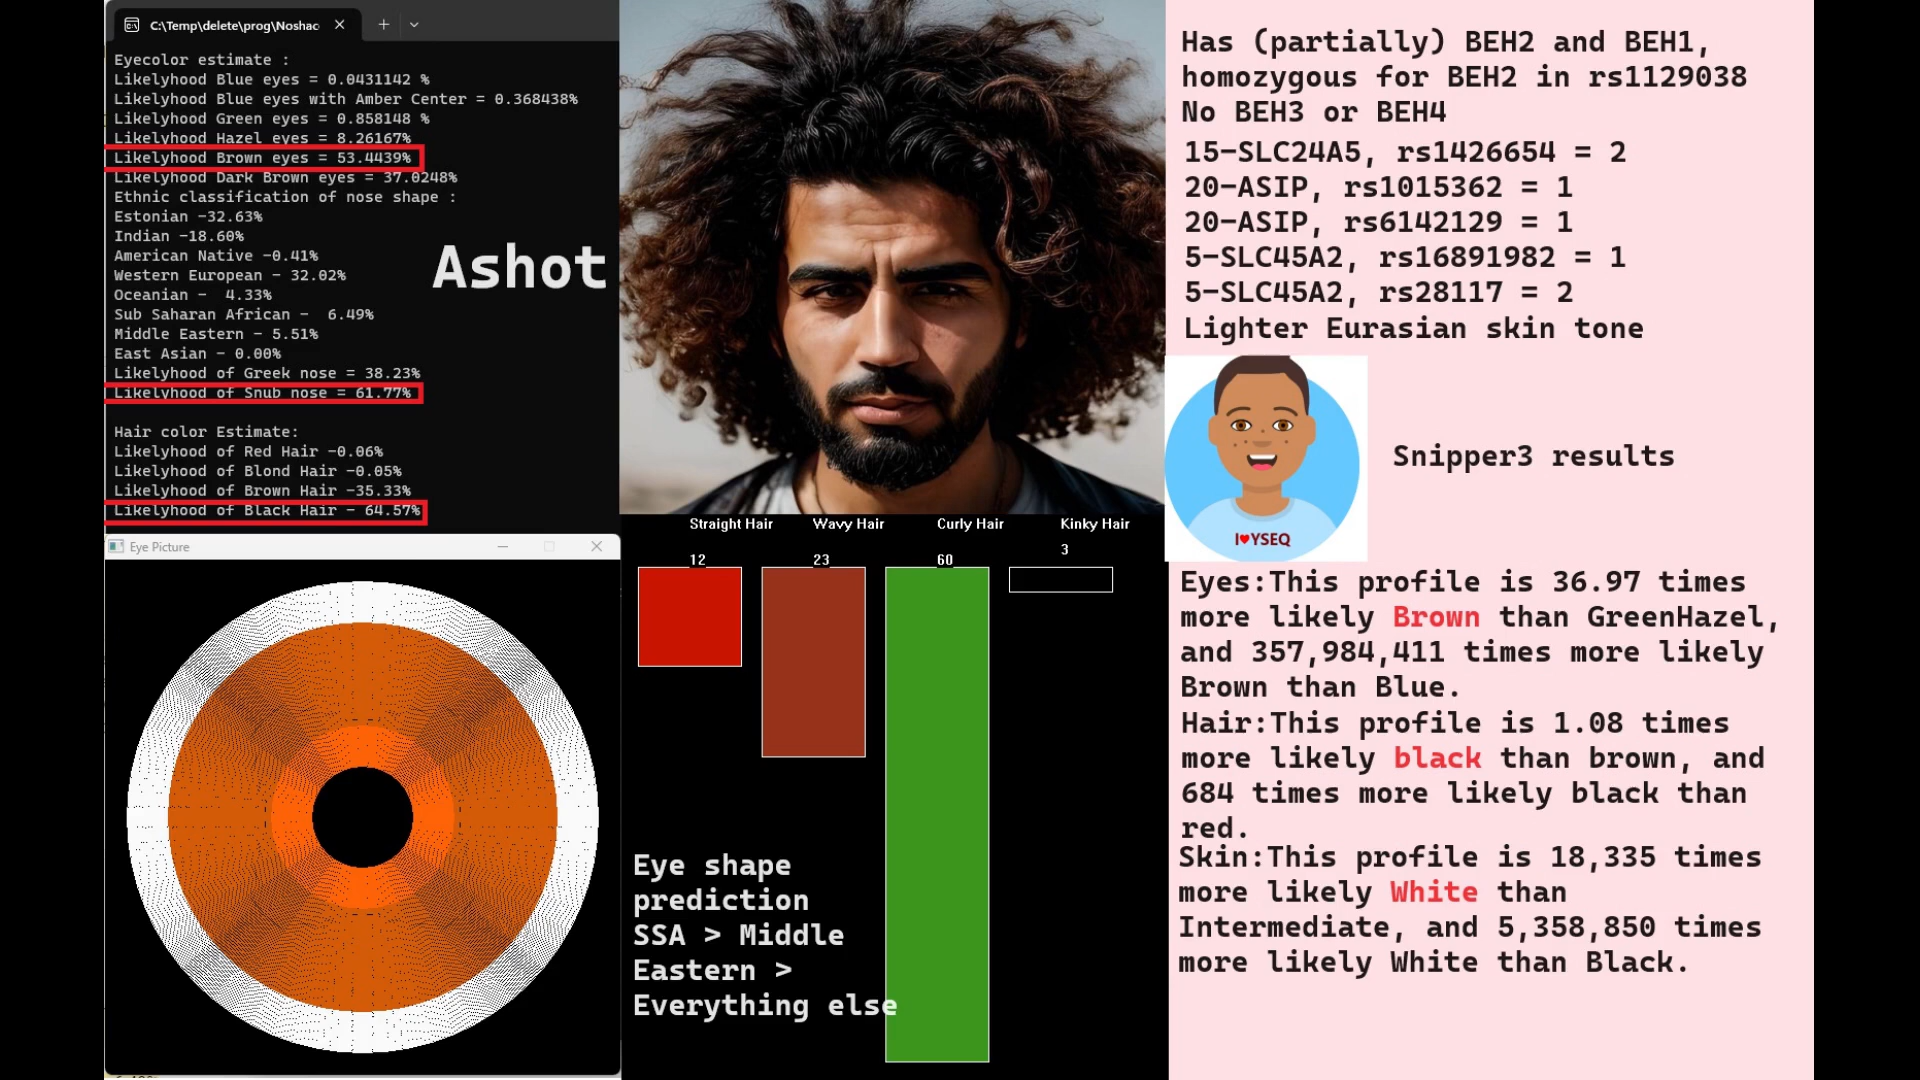 C:\Temp\delete\prog\Noshac
Eyecolor estimate :
Likelyhood Blue eyes = 0.0431142 %
Likelyhood Blue eyes with Amber Center = 0.368438%
Likelyhood Green eyes = 0.858148 %
Likelyhood Hazel eyes = 8.26167%
Likelyhood Brown eyes = 53.4439%
Likelyhood Dark Brown eyes = 37.0248%
Ethnic classification of nose shape :
Estonian -32.63%
Indian -18.60%
American Native -0.41%
Western European - 32.02%
Oceanian -  4.33%
Sub Saharan African -  6.49%
Middle Eastern - 5.51%
East Asian - 0.00%
Likelyhood of Greek nose = 38.23%
Likelyhood of Snub nose = 61.77%
Hair color Estimate:
Likelyhood of Red Hair -0.06%
Likelyhood of Blond Hair -0.05%
Likelyhood of Brown Hair -35.33%
Likelyhood of Black Hair - 64.57%
Ashot
Eye Picture
Straight Hair Wavy Hair Curly Hair Kinky Hair
12 23 60 3
Eye shape
prediction
SSA > Middle
Eastern >
Everything else
Has (partially) BEH2 and BEH1,
homozygous for BEH2 in rs1129038
No BEH3 or BEH4
15-SLC24A5, rs1426654 = 2
20-ASIP, rs1015362 = 1
20-ASIP, rs6142129 = 1
5-SLC45A2, rs16891982 = 1
5-SLC45A2, rs28117 = 2
Lighter Eurasian skin tone
I♥YSEQ
Snipper3 results
Eyes:This profile is 36.97 times
more likely Brown than GreenHazel,
and 357,984,411 times more likely
Brown than Blue.
Hair:This profile is 1.08 times
more likely black than brown, and
684 times more likely black than
red.
Skin:This profile is 18,335 times
more likely White than
Intermediate, and 5,358,850 times
more likely White than Black.